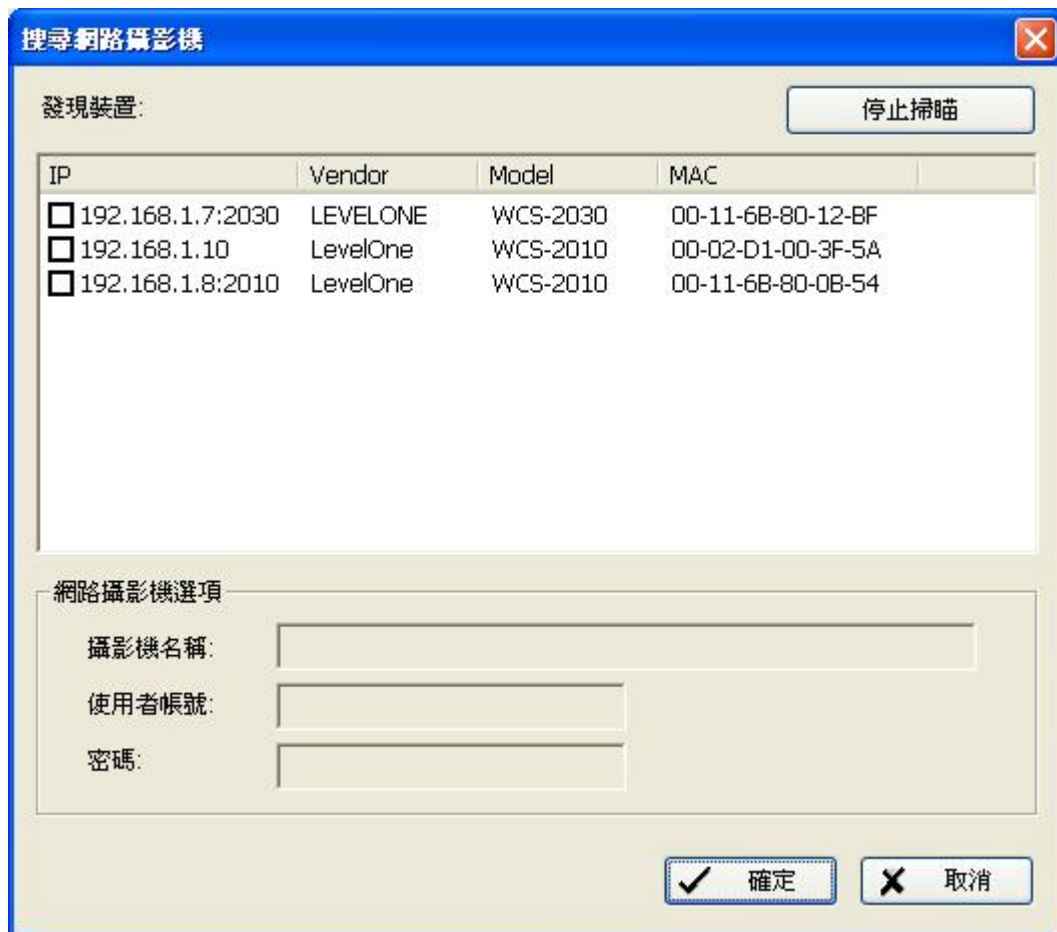 搜尋網路攝影機
發現裝置: 停止掃瞄
IP Vendor Model MAC
192.168.1.7:2030 LEVELONE WCS-2030 00-11-6B-80-12-BF
192.168.1.10 LevelOne WCS-2010 00-02-D1-00-3F-5A
192.168.1.8:2010 LevelOne WCS-2010 00-11-6B-80-0B-54
網路攝影機選項
攝影機名稱:
使用者帳號:
密碼:
確定 取消